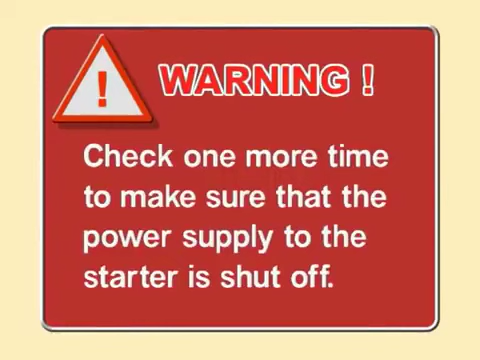 !
WARNING !
Check one more time
to make sure that the
power supply to the
starter is shut off.